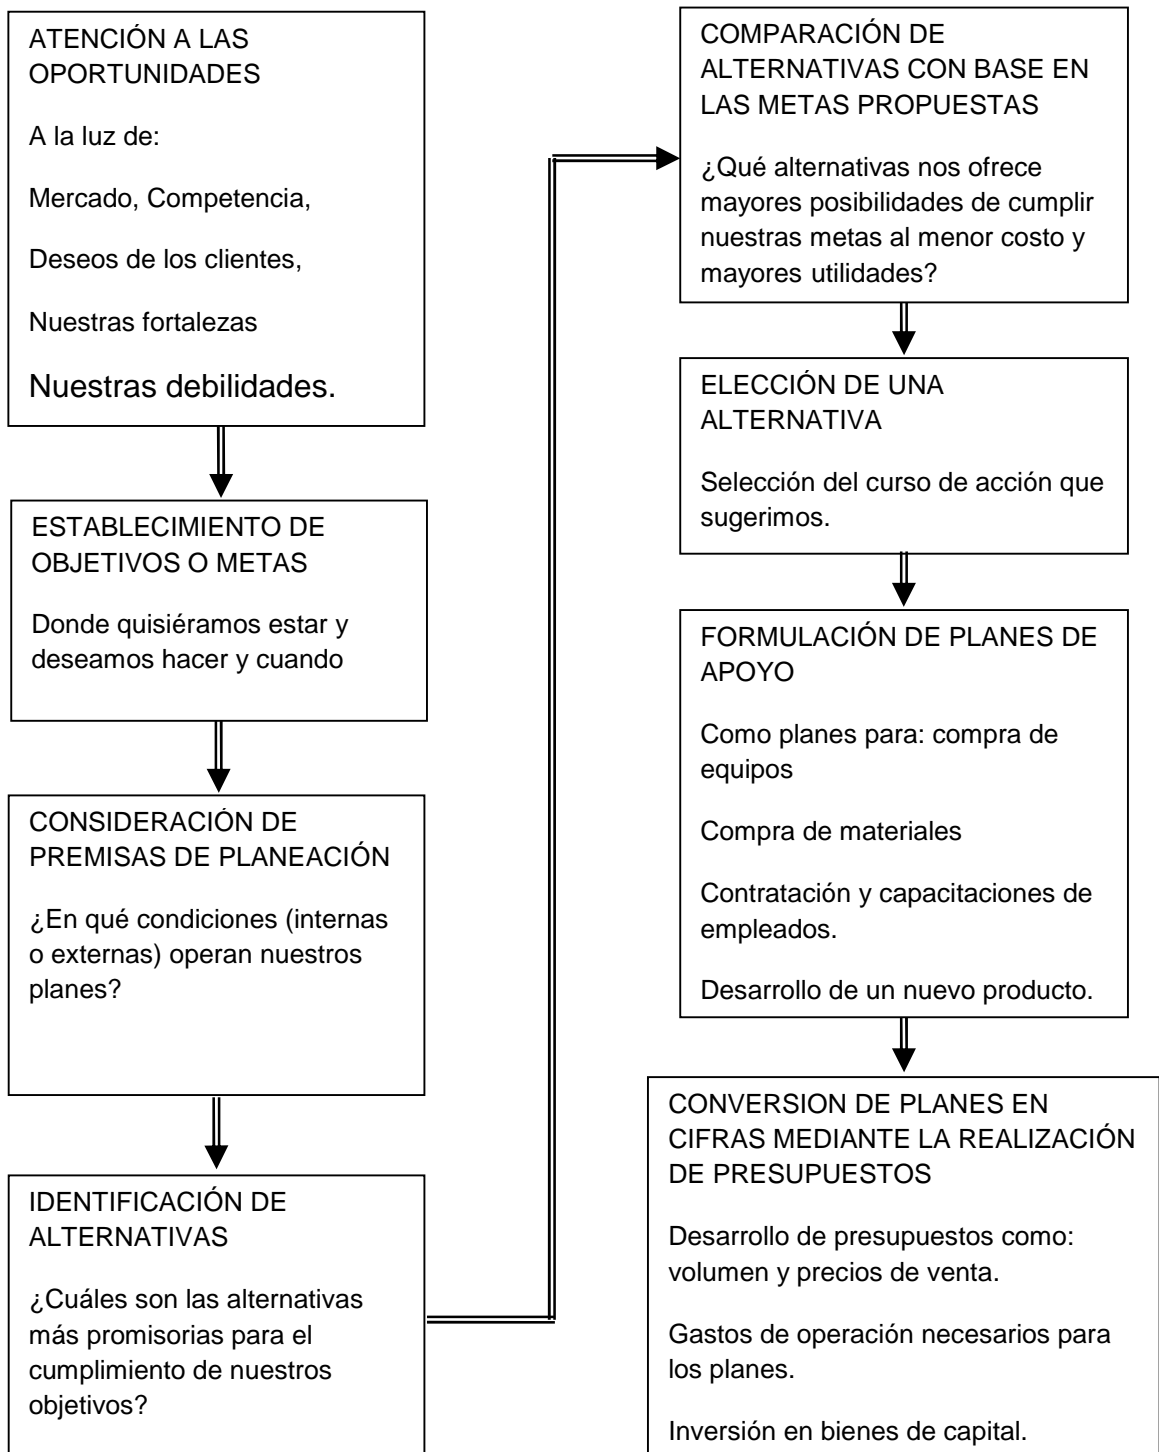 ATENCIÓN A LAS
OPORTUNIDADES
A la luz de:
Mercado, Competencia,
Deseos de los clientes,
Nuestras fortalezas
Nuestras debilidades.
ESTABLECIMIENTO DE
OBJETIVOS O METAS
Donde quisiéramos estar y
deseamos hacer y cuando
CONSIDERACIÓN DE
PREMISAS DE PLANEACIÓN
¿En qué condiciones (internas
o externas) operan nuestros
planes?
IDENTIFICACIÓN DE
ALTERNATIVAS
¿Cuáles son las alternativas
más promisorias para el
cumplimiento de nuestros
objetivos?
COMPARACIÓN DE
ALTERNATIVAS CON BASE EN
LAS METAS PROPUESTAS
¿Qué alternativas nos ofrece
mayores posibilidades de cumplir
nuestras metas al menor costo y
mayores utilidades?
ELECCIÓN DE UNA
ALTERNATIVA
Selección del curso de acción que
sugerimos.
FORMULACIÓN DE PLANES DE
APOYO
Como planes para: compra de
equipos
Compra de materiales
Contratación y capacitaciones de
empleados.
Desarrollo de un nuevo producto.
CONVERSION DE PLANES EN
CIFRAS MEDIANTE LA REALIZACIÓN
DE PRESUPUESTOS
Desarrollo de presupuestos como:
volumen y precios de venta.
Gastos de operación necesarios para
los planes.
Inversión en bienes de capital.